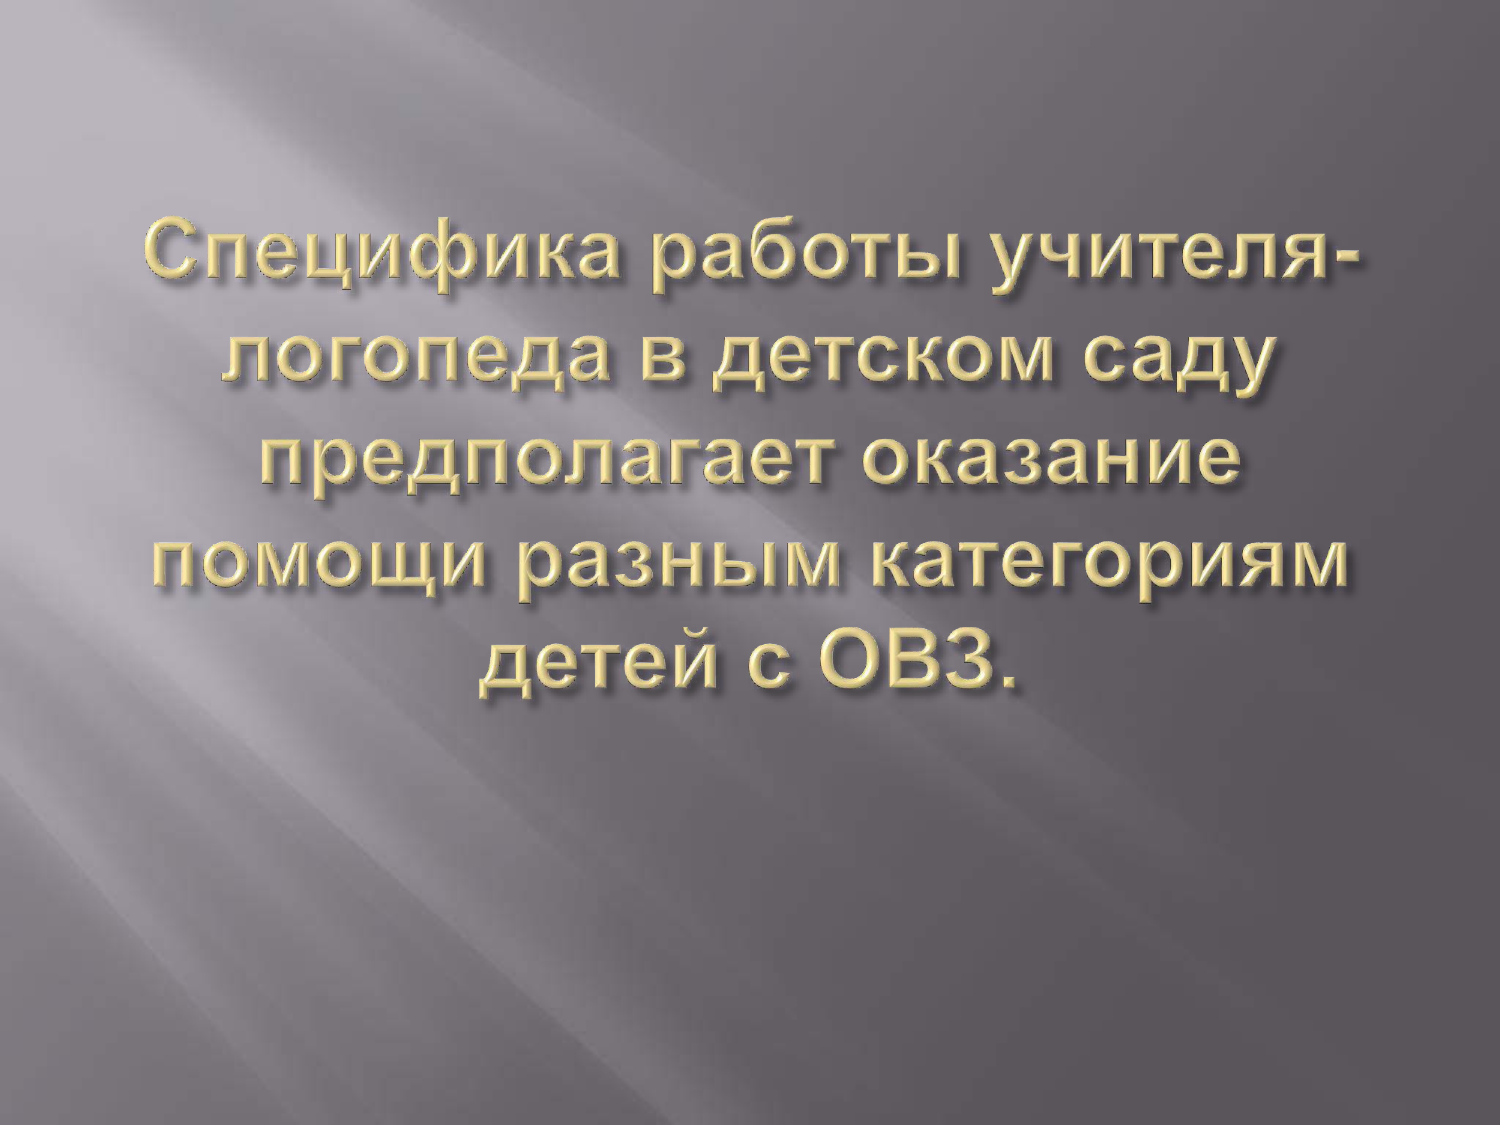 Специфика работы учителя-
логопеда в детском саду
предполагает оказание
помощи разным категориям
детей с ОВЗ.